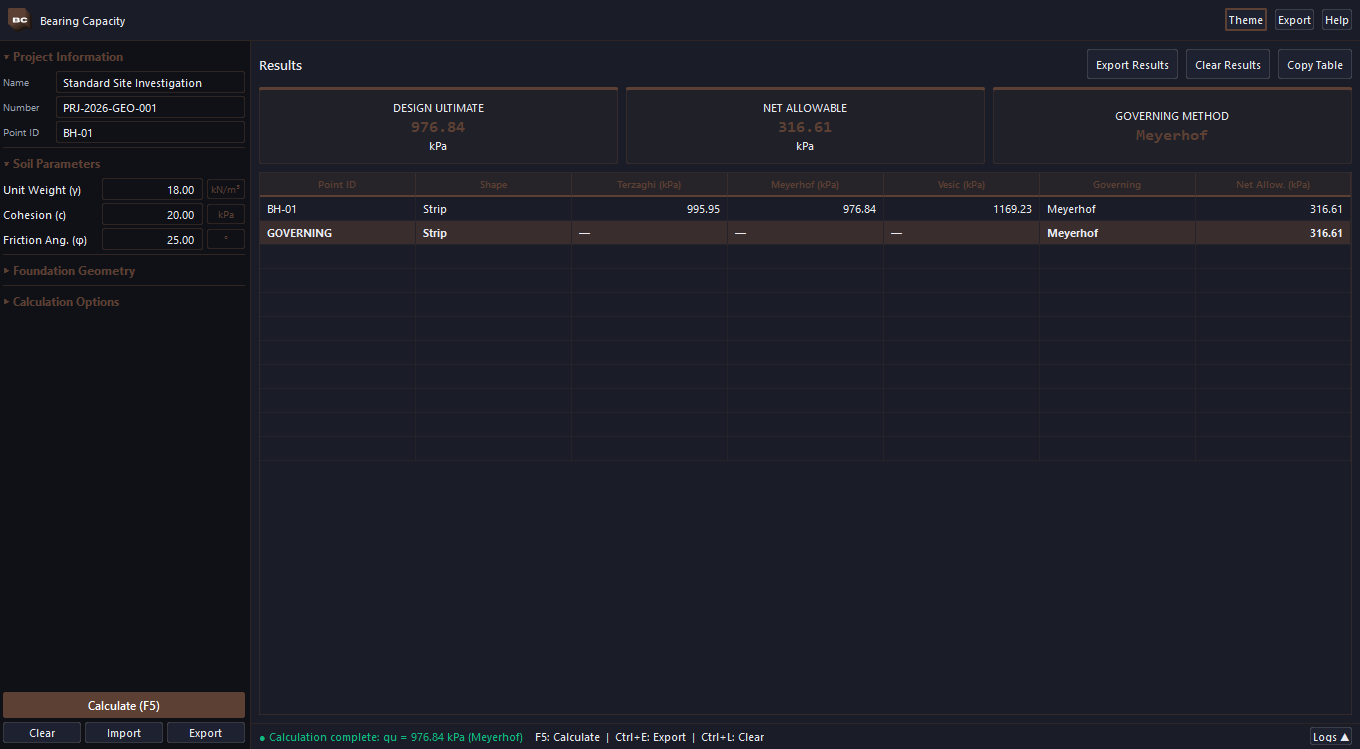 BC Bearing Capacity Theme Export Help
▾ Project Information
Name Standard Site Investigation
Number PRJ-2026-GEO-001
Point ID BH-01
▾ Soil Parameters
Unit Weight (γ) 18.00 kN/m³
Cohesion (c) 20.00 kPa
Friction Ang. (φ) 25.00 °
▸ Foundation Geometry
▸ Calculation Options
Calculate (F5)
Clear Import Export
Results Export Results Clear Results Copy Table
DESIGN ULTIMATE
976.84
kPa
NET ALLOWABLE
316.61
kPa
GOVERNING METHOD
Meyerhof
Point ID Shape Terzaghi (kPa) Meyerhof (kPa) Vesic (kPa) Governing Net Allow. (kPa)
BH-01 Strip 995.95 976.84 1169.23 Meyerhof 316.61
GOVERNING Strip — — — Meyerhof 316.61
● Calculation complete: qu = 976.84 kPa (Meyerhof) F5: Calculate | Ctrl+E: Export | Ctrl+L: Clear Logs ▲